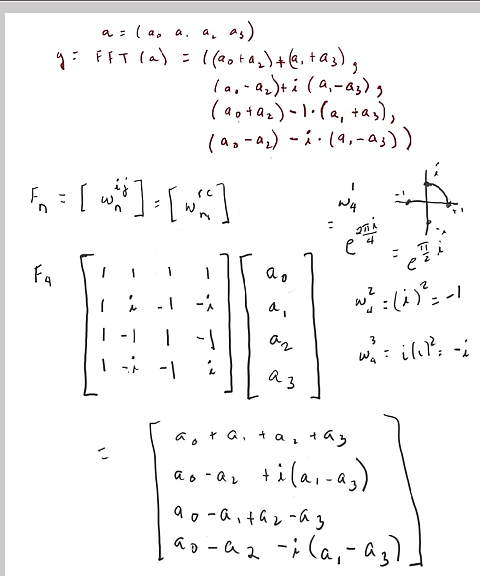 a = (a₀ a₁ a₂ a₃)
y = FFT(a) = ((a₀+a₂)+(a₁+a₃),
(a₀-a₂)+i(a₁-a₃),
(a₀+a₂)-1·(a₁+a₃),
(a₀-a₂)-i·(a₁-a₃))
Fₙ = [ωₙ^{ij}] = [ωₙ^{rc}]
ω₄¹
-1 i +1 -i
= e^{2πi/4} = e^{π/2 i}
F₄ [1 1 1 1] [a₀]
[1 i -1 -i] [a₁]
[1 -1 1 -1] [a₂]
[1 -i -1 i] [a₃]
ω₄² = (i)² = -1
ω₄³ = i(i)² = -i
= [a₀ + a₁ + a₂ + a₃]
[a₀ - a₂ + i(a₁ - a₃)]
[a₀ - a₁ + a₂ - a₃]
[a₀ - a₂ - i(a₁ - a₃)]